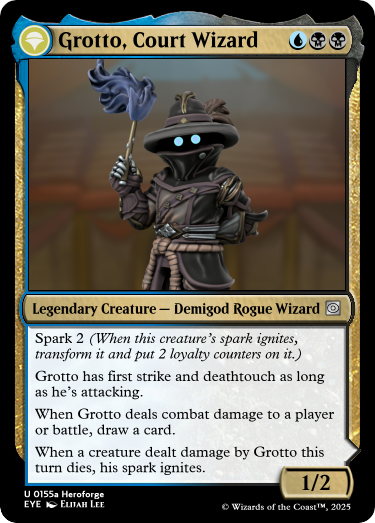 Grotto, Court Wizard
Legendary Creature — Demigod Rogue Wizard
Spark 2 (When this creature's spark ignites,
transform it and put 2 loyalty counters on it.)
Grotto has first strike and deathtouch as long
as he's attacking.
When Grotto deals combat damage to a player
or battle, draw a card.
When a creature dealt damage by Grotto this
turn dies, his spark ignites.
1/2
U 0155a Heroforge
EYE Elijah Lee
© Wizards of the Coast™, 2025